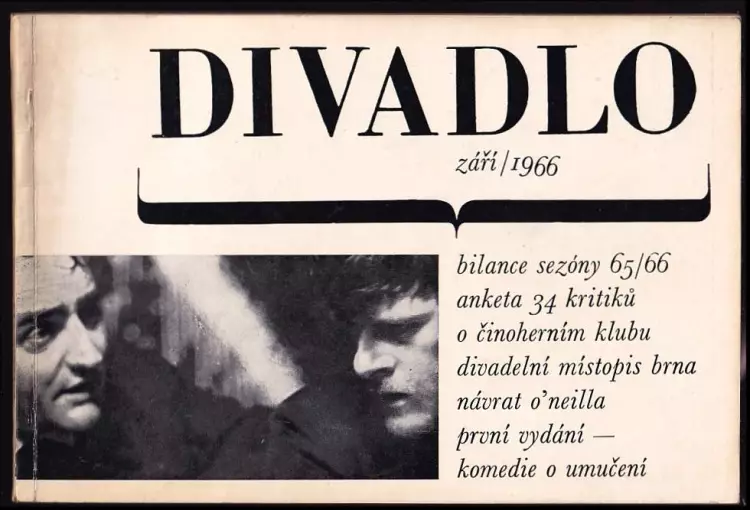 DIVADLO
září/1966
bilance sezóny 65/66
anketa 34 kritiků
o činoherním klubu
divadelní místopis brna
návrat o'neilla
první vydání —
komedie o umučení